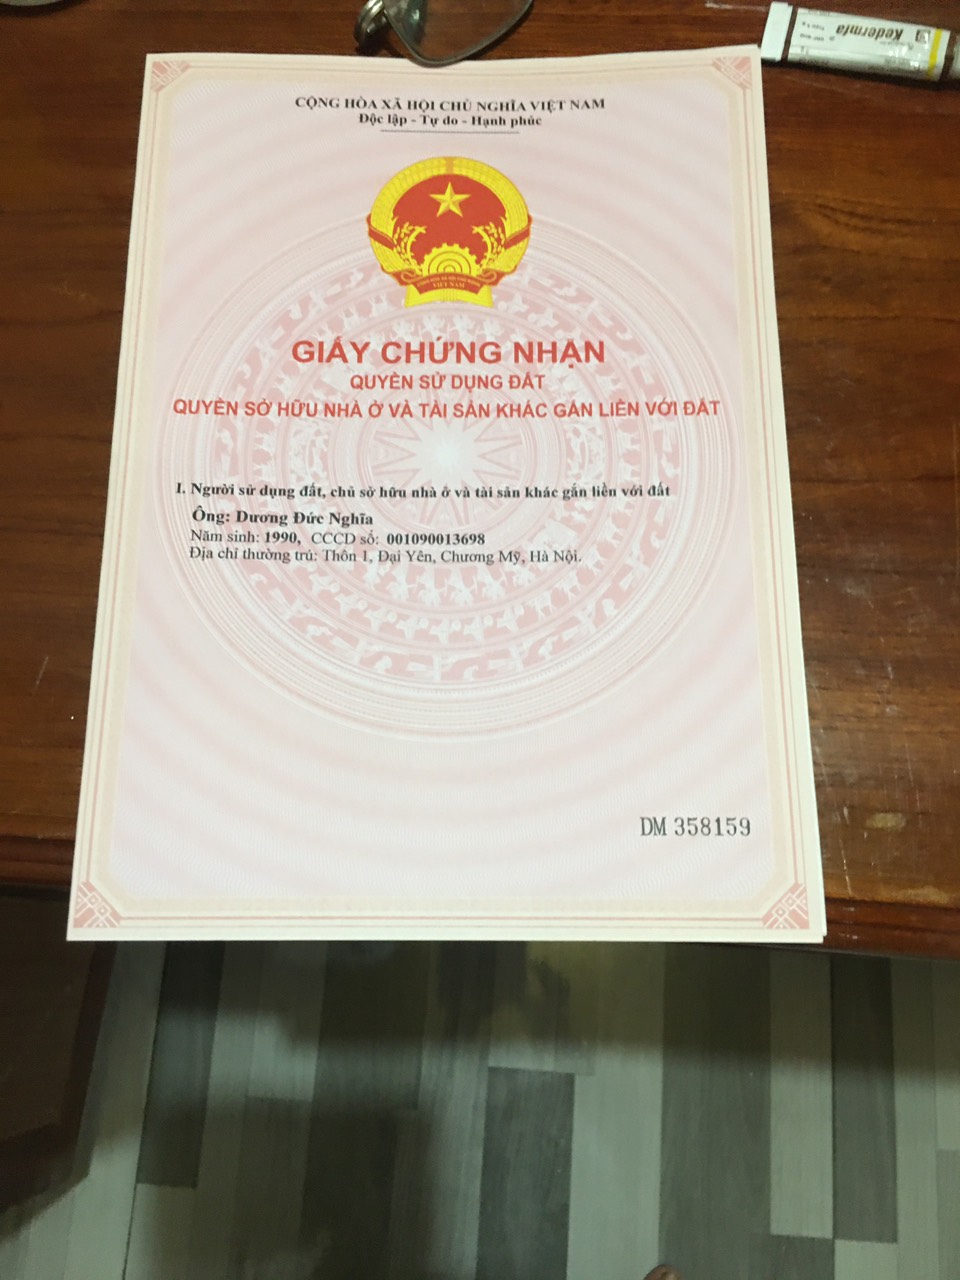 CỘNG HÒA XÃ HỘI CHỦ NGHĨA VIỆT NAM
Độc lập - Tự do - Hạnh phúc
VIỆT NAM
GIẤY CHỨNG NHẬN
QUYỀN SỬ DỤNG ĐẤT
QUYỀN SỞ HỮU NHÀ Ở VÀ TÀI SẢN KHÁC GẮN LIỀN VỚI ĐẤT
I. Người sử dụng đất, chủ sở hữu nhà ở và tài sản khác gắn liền với đất
Ông: Dương Đức Nghĩa
Năm sinh: 1990, CCCD số: 001090013698
Địa chỉ thường trú: Thôn 1, Đại Yên, Chương Mỹ, Hà Nội.
DM 358159
Kedermfa